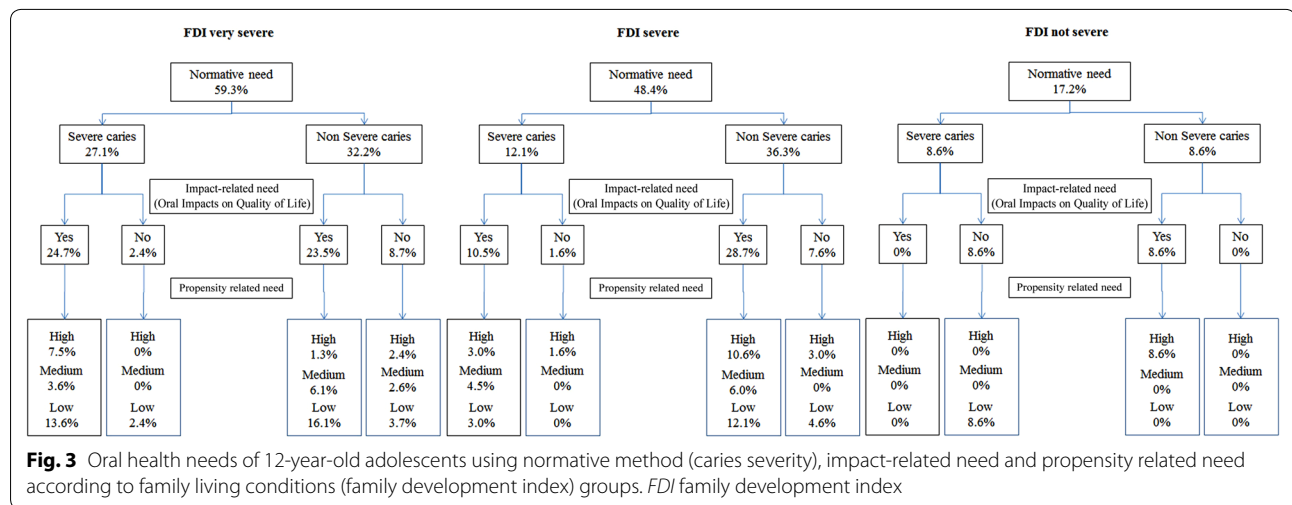 FDI very severe
Normative need
59.3%
Severe caries
27.1%
Non Severe caries
32.2%
Impact-related need
(Oral Impacts on Quality of Life)
Yes
24.7%
No
2.4%
Yes
23.5%
No
8.7%
Propensity related need
High
7.5%
Medium
3.6%
Low
13.6%
High
0%
Medium
0%
Low
2.4%
High
1.3%
Medium
6.1%
Low
16.1%
High
2.4%
Medium
2.6%
Low
3.7%
FDI severe
Normative need
48.4%
Severe caries
12.1%
Non Severe caries
36.3%
Impact-related need
(Oral Impacts on Quality of Life)
Yes
10.5%
No
1.6%
Yes
28.7%
No
7.6%
Propensity related need
High
3.0%
Medium
4.5%
Low
3.0%
High
1.6%
Medium
0%
Low
0%
High
10.6%
Medium
6.0%
Low
12.1%
High
3.0%
Medium
0%
Low
4.6%
FDI not severe
Normative need
17.2%
Severe caries
8.6%
Non Severe caries
8.6%
Impact-related need
(Oral Impacts on Quality of Life)
Yes
0%
No
8.6%
Yes
8.6%
No
0%
Propensity related need
High
0%
Medium
0%
Low
0%
High
0%
Medium
0%
Low
8.6%
High
8.6%
Medium
0%
Low
0%
High
0%
Medium
0%
Low
0%
Fig. 3 Oral health needs of 12-year-old adolescents using normative method (caries severity), impact-related need and propensity related need
according to family living conditions (family development index) groups. FDI family development index